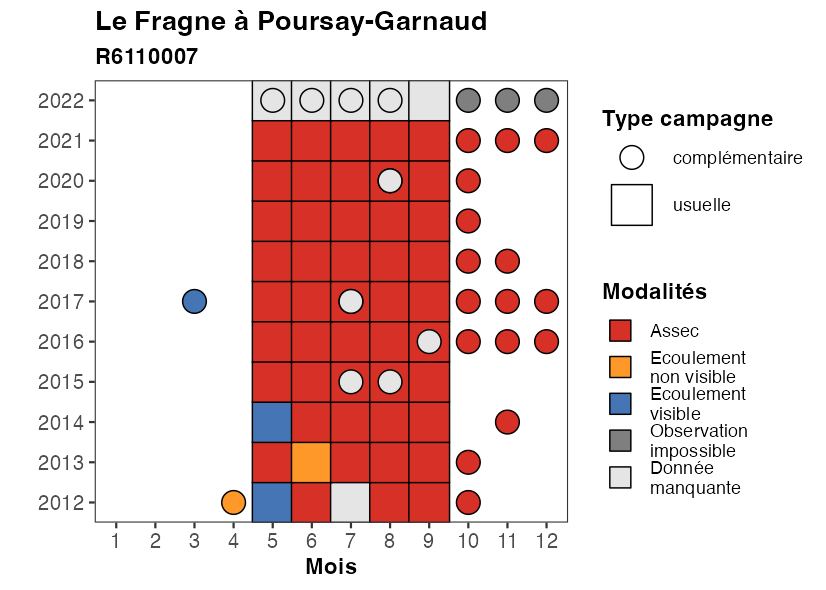 Le Fragne à Poursay-Garnaud
R6110007
2022
2021
2020
2019
2018
2017
2016
2015
2014
2013
2012
1 2 3 4 5 6 7 8 9 10 11 12
Mois
Type campagne
complémentaire
usuelle
Modalités
Assec
Ecoulement
non visible
Ecoulement
visible
Observation
impossible
Donnée
manquante